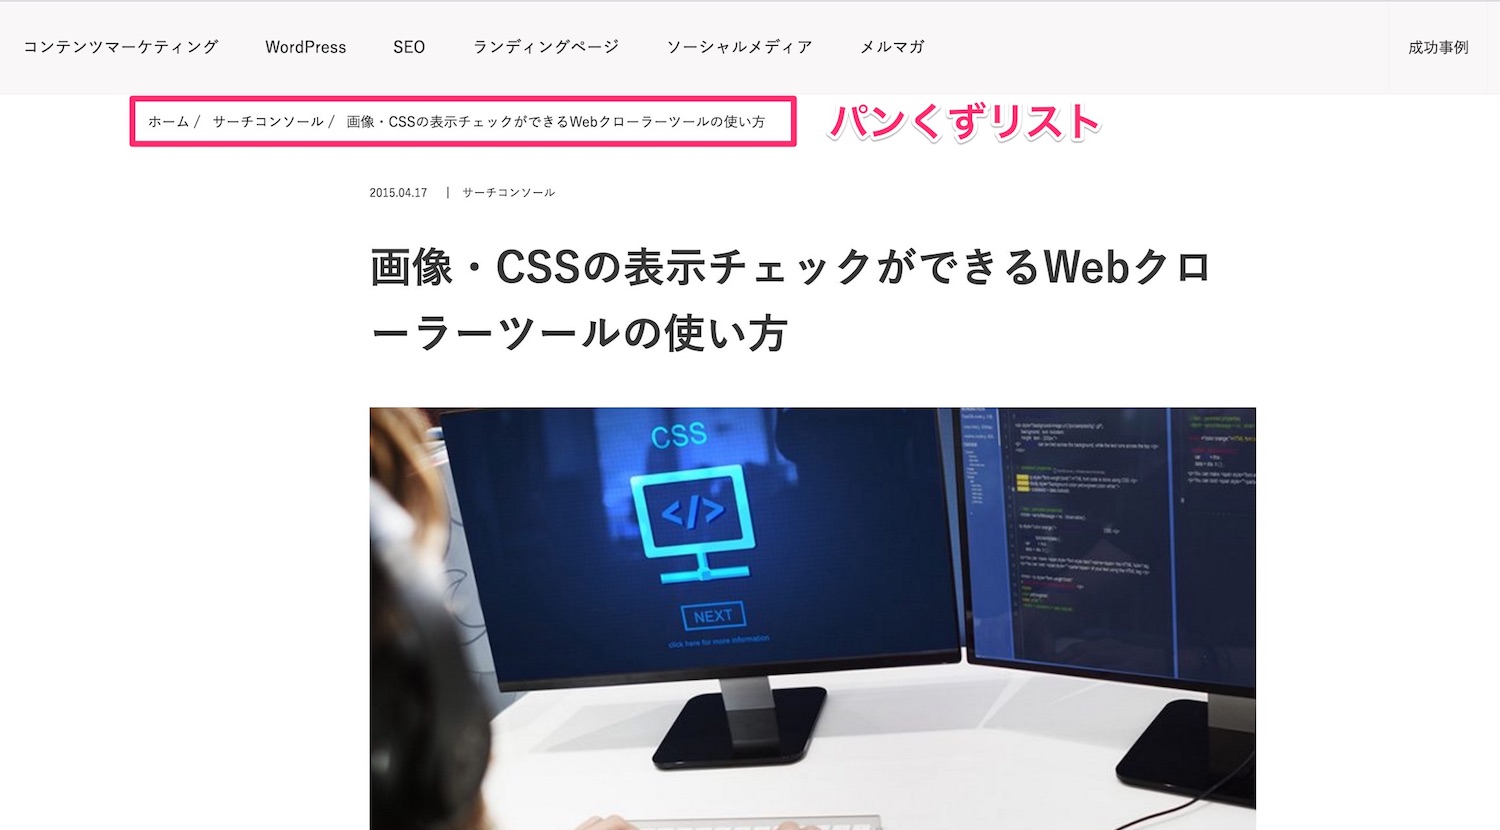 コンテンツマーケティング WordPress SEO ランディングページ ソーシャルメディア メルマガ 成功事例
ホーム / サーチコンソール / 画像・CSSの表示チェックができるWebクローラーツールの使い方 パンくずリスト
2015.04.17 | サーチコンソール
画像・CSSの表示チェックができるWebクロ
ーラーツールの使い方
CSS
</>
NEXT
click here for more information